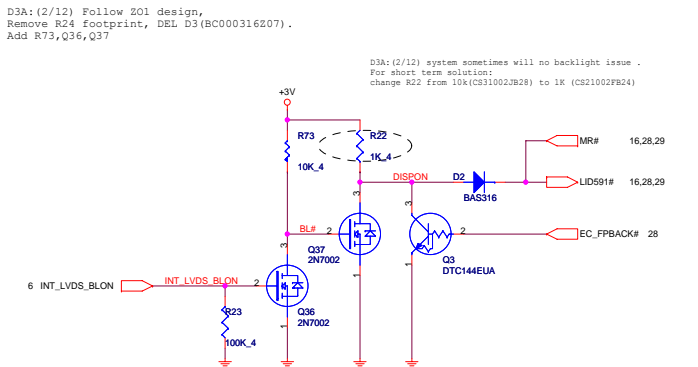 D3A:(2/12) Follow ZO1 design,
Remove R24 footprint, DEL D3(BC000316Z07).
Add R73,Q36,Q37
D3A:(2/12) system sometimes will no backlight issue .
For short term solution:
change R22 from 10k(CS31002JB28) to 1K (CS21002FB24)
+3V
R73
R22
MR# 16,28,29
10K_4
1K_4
DISPON
D2
LID591# 16,28,29
BAS316
3
3
BL#
2
2
EC_FPBACK# 28
Q37
2N7002
3
Q3
DTC144EUA
1
1
6 INT_LVDS_BLON
INT_LVDS_BLON
2
R23
Q36
2N7002
1
100K_4